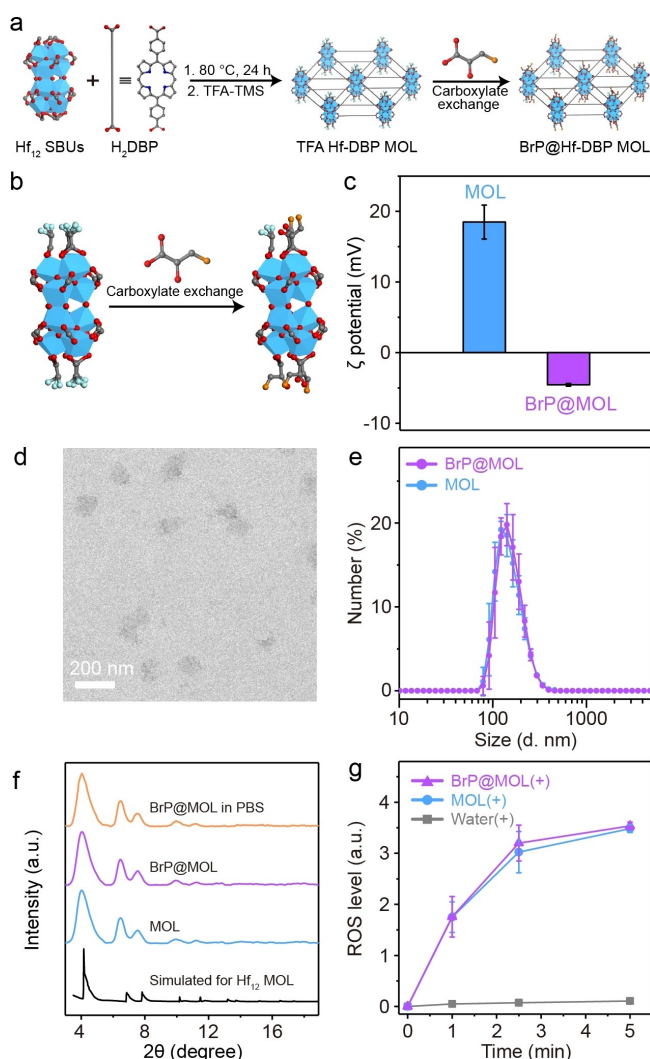 a
1. 80 °C, 24 h
2. TFA-TMS
Carboxylate
exchange
Hf12 SBUs
H2DBP
TFA Hf-DBP MOL
BrP@Hf-DBP MOL
b
Carboxylate exchange
c
20
10
0
-10
ζ potential (mV)
MOL
BrP@MOL
d
200 nm
e
BrP@MOL
MOL
20
10
0
Number (%)
10
100
1000
Size (d. nm)
f
BrP@MOL in PBS
BrP@MOL
MOL
Simulated for Hf12 MOL
Intensity (a.u.)
4 8 12 16
2θ (degree)
g
BrP@MOL(+)
MOL(+)
Water(+)
4
3
2
1
0
ROS level (a.u.)
0 1 2 3 4 5
Time (min)